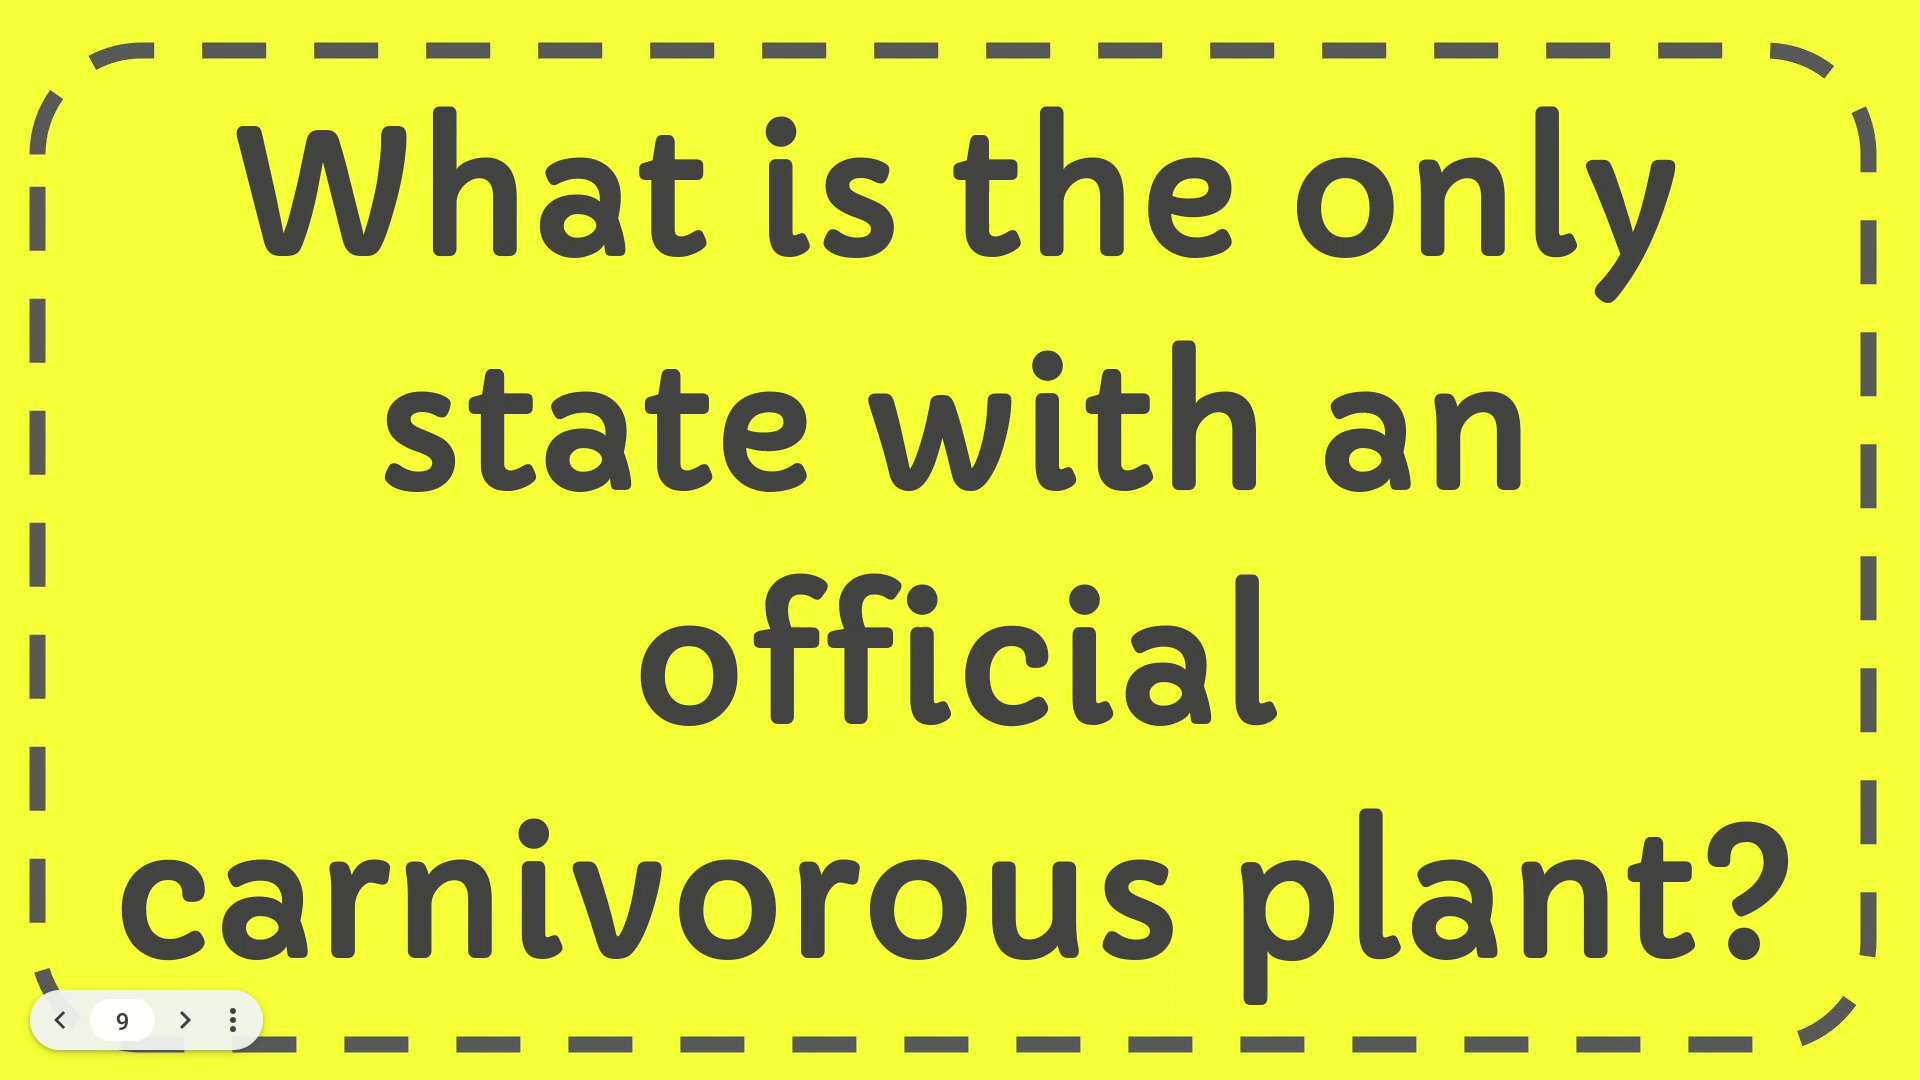 What is the only
state with an
official
carnivorous plant?
9